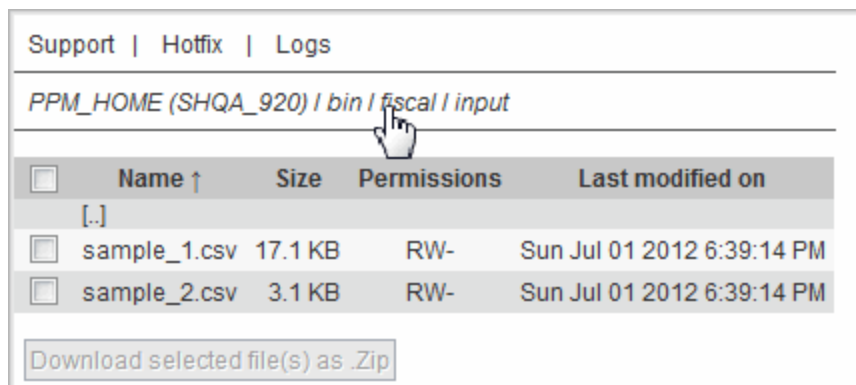 Support | Hotfix | Logs
PPM_HOME (SHQA_920) / bin / fiscal / input
Name ↑ Size Permissions Last modified on
[..]
sample_1.csv 17.1 KB RW- Sun Jul 01 2012 6:39:14 PM
sample_2.csv 3.1 KB RW- Sun Jul 01 2012 6:39:14 PM
Download selected file(s) as .Zip